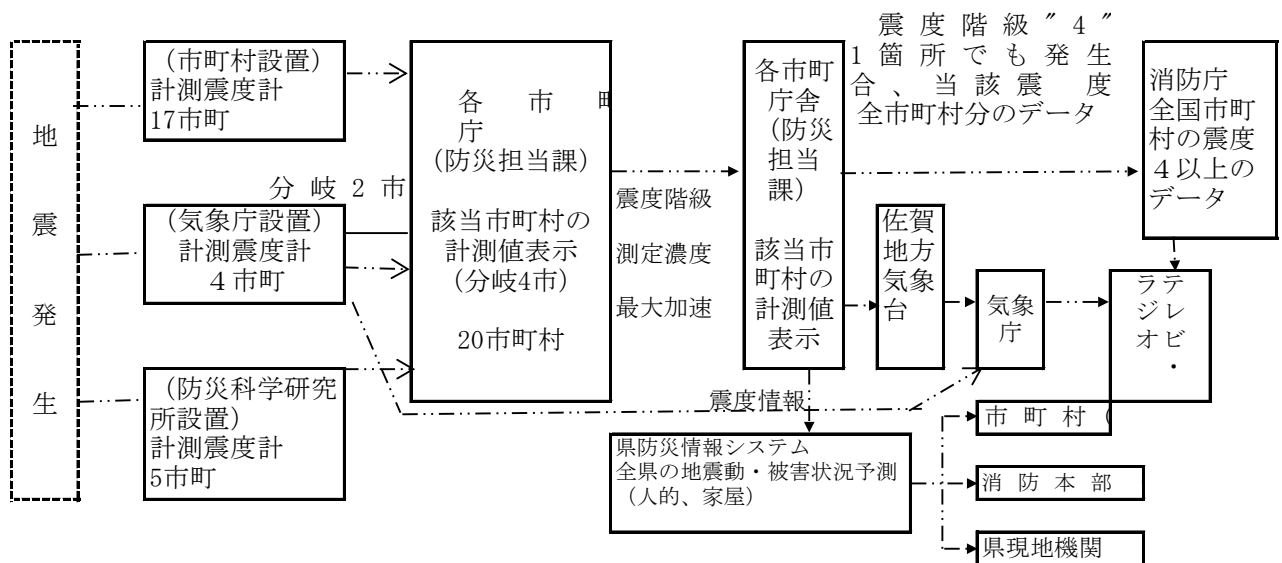 地
震
発
生
(市町村設置)
計測震度計
17市町
分岐2市
(気象庁設置)
計測震度計
4市町
(防災科学研究
所設置)
計測震度計
5市町
各市町
庁
(防災担当課)
該当市町村の
計測値表示
(分岐4市)
20市町村
震度階級
測定濃度
最大加速
震度情報
各市町
庁舎
(防災
担当
課)
該当市
町村の
計測値
表示
震度階級"4"
1箇所でも発生
合、当該震度
全市町村分のデータ
消防庁
全国市町
村の震度
4以上の
データ
佐賀
地方
気象
台
気象
庁
テレビ・
ラジオ
県防災情報システム
全県の地震動・被害状況予測
(人的、家屋)
市町村(
消防本部
県現地機関